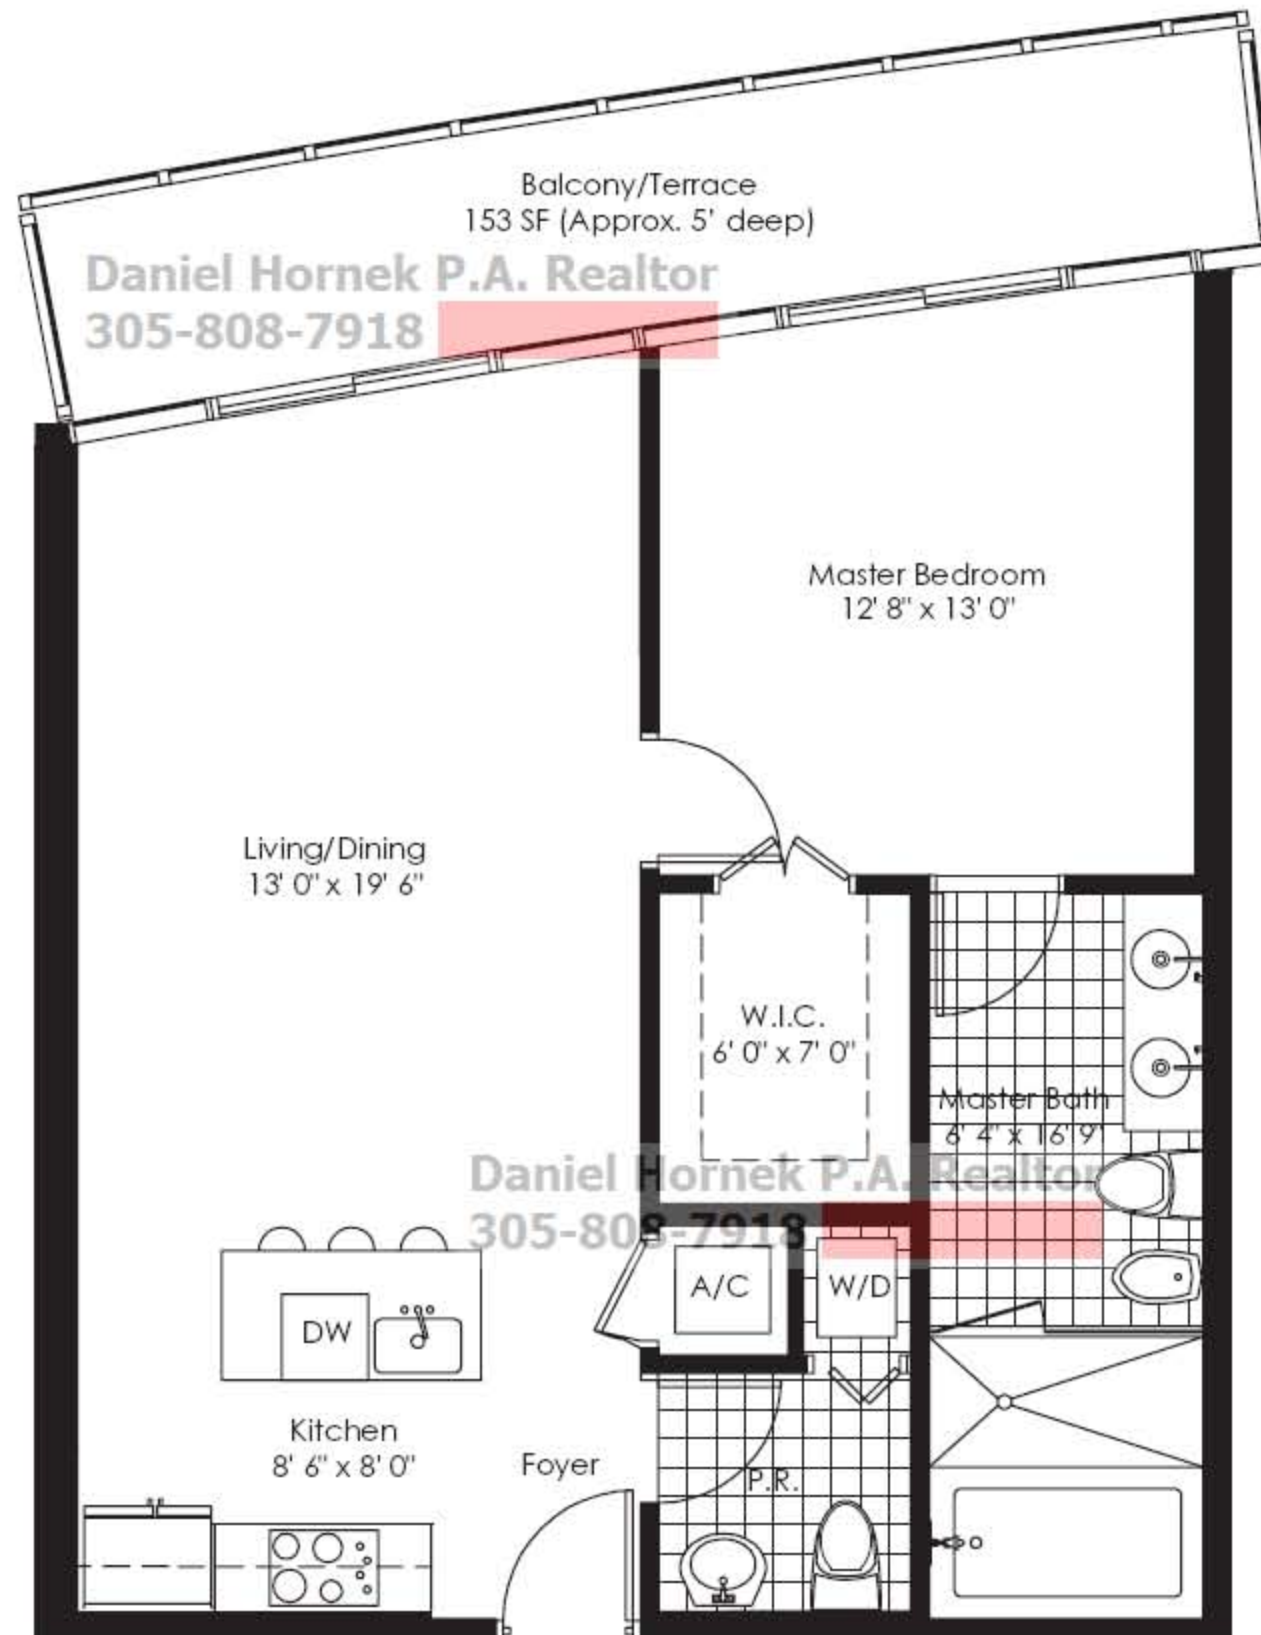 Balcony/Terrace
153 SF (Approx. 5' deep)
Daniel Hornek P.A. Realtor
305-808-7918
Master Bedroom
12' 8" x 13' 0"
Living/Dining
13' 0" x 19' 6"
W.I.C.
6' 0" x 7' 0"
Master Bath
6' 4" x 16' 9"
Daniel Hornek P.A. Realtor
305-808-7918
A/C
W/D
DW
Kitchen
8' 6" x 8' 0"
Foyer
P.R.